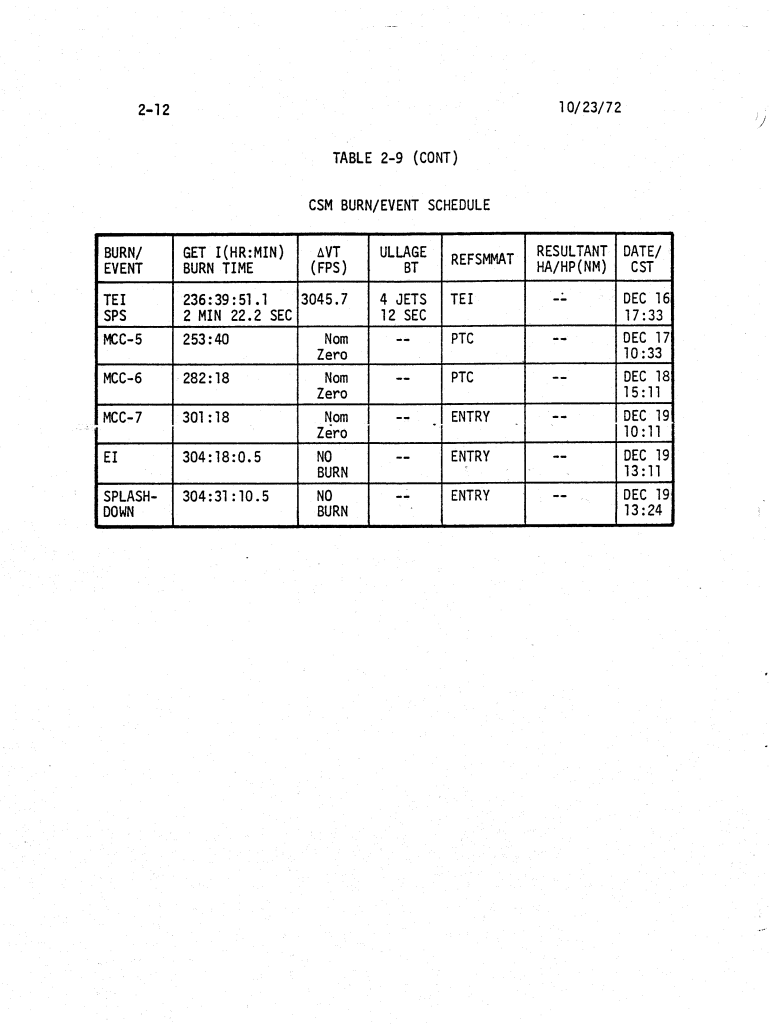 2-12 10/23/72
TABLE 2-9 (CONT)
CSM BURN/EVENT SCHEDULE
BURN/ GET I(HR:MIN) ΔVT ULLAGE REFSMMAT RESULTANT DATE/
EVENT BURN TIME (FPS) BT HA/HP(NM) CST
TEI 236:39:51.1 3045.7 4 JETS TEI -- DEC 16
SPS 2 MIN 22.2 SEC 12 SEC 17:33
MCC-5 253:40 Nom -- PTC -- DEC 17
Zero 10:33
MCC-6 282:18 Nom -- PTC -- DEC 18
Zero 15:11
MCC-7 301:18 Nom -- ENTRY -- DEC 19
Zero 10:11
EI 304:18:0.5 NO -- ENTRY -- DEC 19
BURN 13:11
SPLASH- 304:31:10.5 NO -- ENTRY -- DEC 19
DOWN BURN 13:24